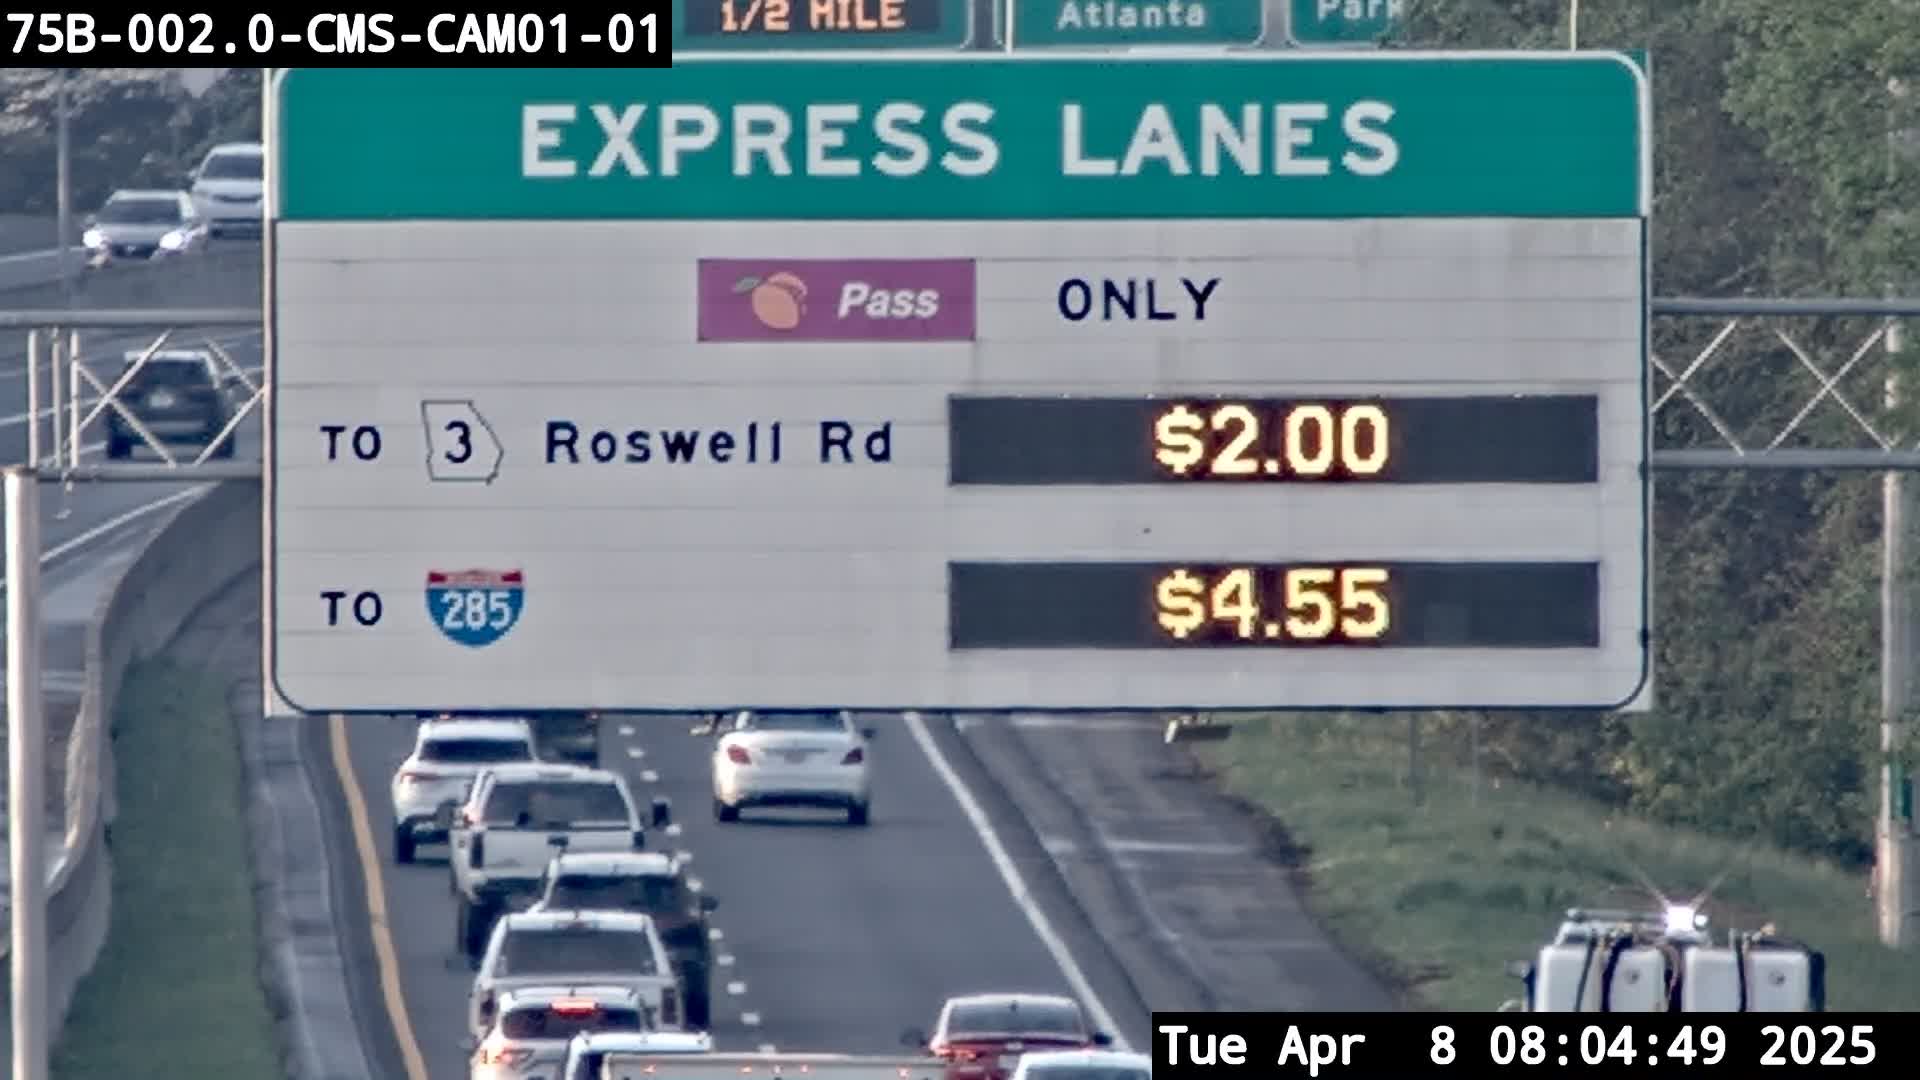 75B-002.0-CMS-CAM01-01
1/2 MILE
Atlanta
Park
EXPRESS LANES
Pass ONLY
TO 3 Roswell Rd $2.00
TO 285 $4.55
Tue Apr 8 08:04:49 2025